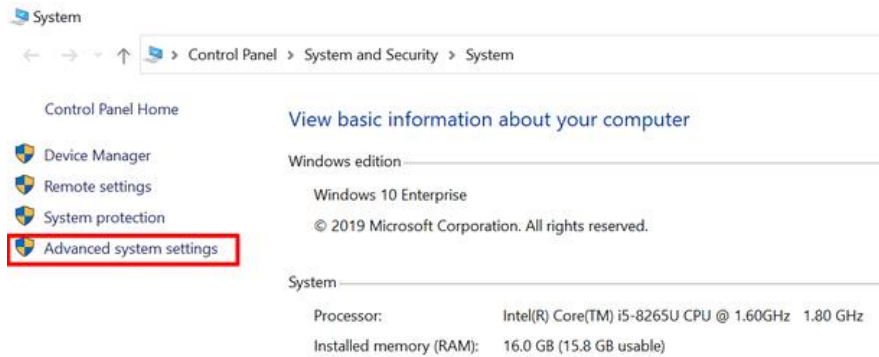 System
Control Panel > System and Security > System
Control Panel Home
Device Manager
Remote settings
System protection
Advanced system settings
View basic information about your computer
Windows edition
Windows 10 Enterprise
© 2019 Microsoft Corporation. All rights reserved.
System
Processor: Intel(R) Core(TM) i5-8265U CPU @ 1.60GHz 1.80 GHz
Installed memory (RAM): 16.0 GB (15.8 GB usable)